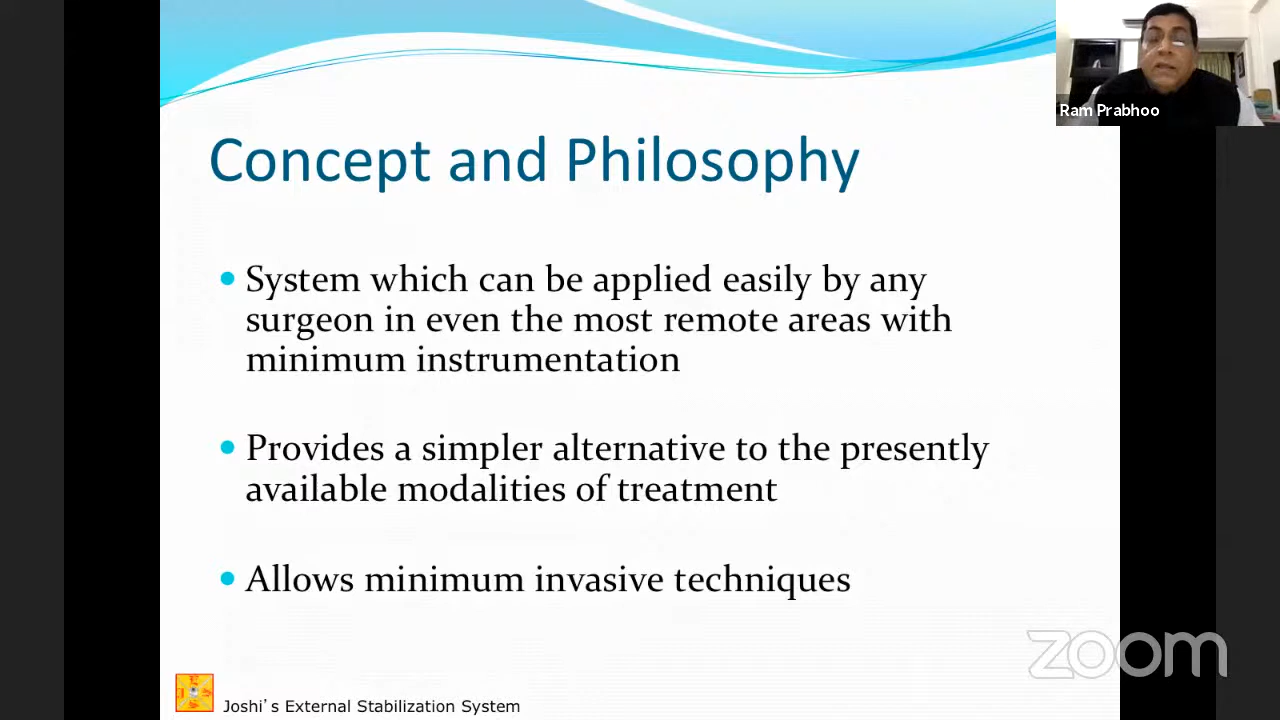 Ram Prabhoo
Concept and Philosophy
• System which can be applied easily by any
surgeon in even the most remote areas with
minimum instrumentation
• Provides a simpler alternative to the presently
available modalities of treatment
• Allows minimum invasive techniques
zoom
Joshi's External Stabilization System